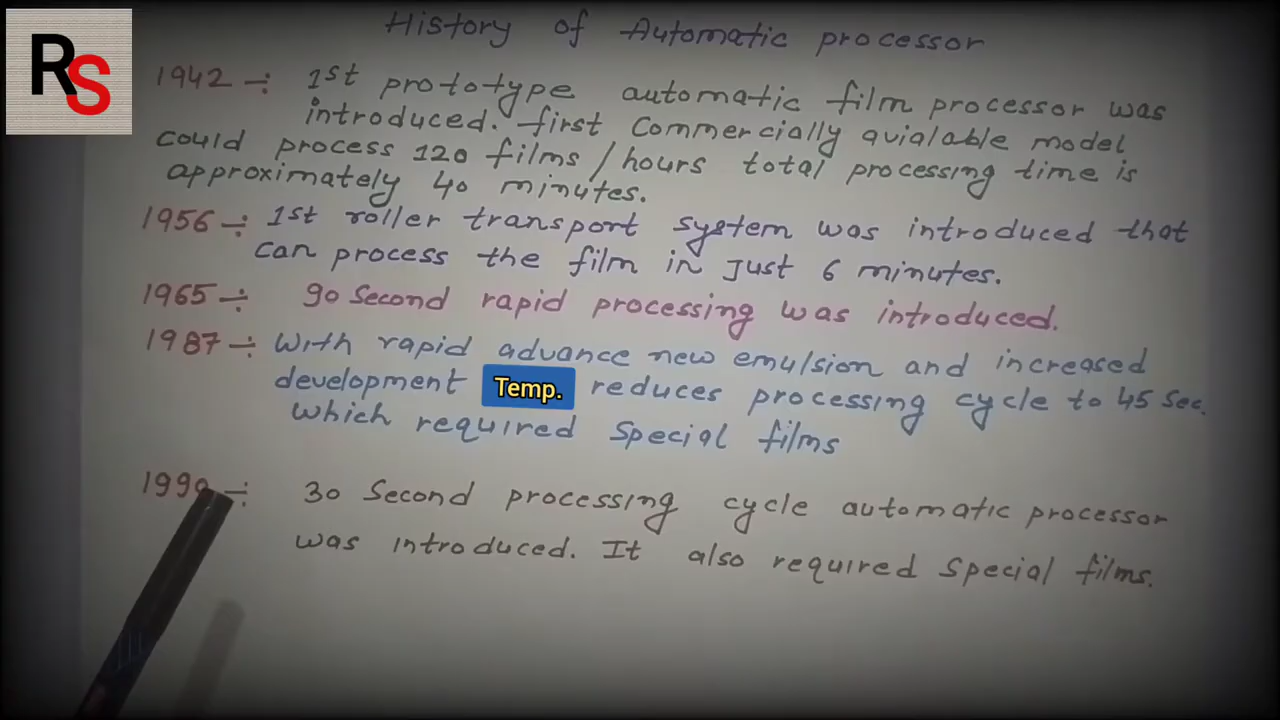 RS
History of Automatic processor
1942 ÷ 1st prototype automatic film processor was
introduced. first Commercially avialable model
could process 120 films / hours total processing time is
approximately 40 minutes.
1956 ÷ 1st roller transport system was introduced that
can process the film in Just 6 minutes.
1965 ÷ 90 Second rapid processing was introduced.
1987 ÷ With rapid advance new emulsion and increased
development Temp. reduces processing cycle to 45 Sec.
which required Special films
÷ 30 Second processing cycle automatic processor
was introduced. It also required Special films.